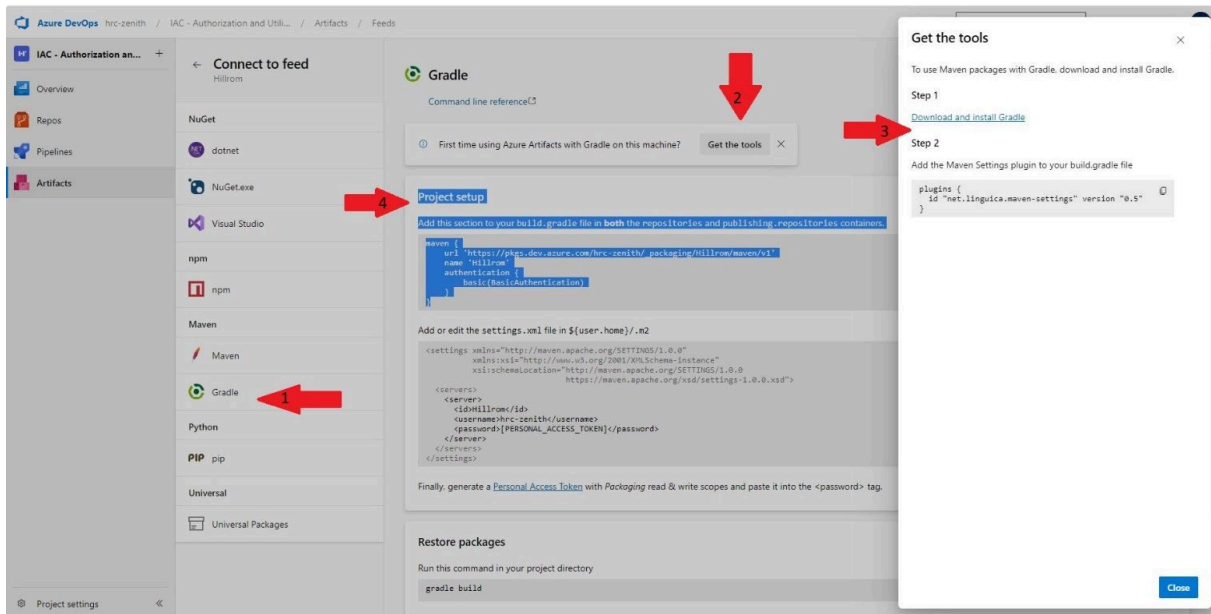 Azure DevOps hrc-zenith / IAC - Authorization and Utili... / Artifacts / Feeds
IAC - Authorization an... +
Overview
Repos
Pipelines
Artifacts
Project settings
Connect to feed
Hillrom
NuGet
dotnet
NuGet.exe
Visual Studio
npm
npm
Maven
Maven
Gradle
1
Python
PIP pip
Universal
Universal Packages
Gradle
Command line reference
2
First time using Azure Artifacts with Gradle on this machine? Get the tools
4
Project setup
Add this section to your build.gradle file in both the repositories and publishing.repositories containers.
maven {
url 'https://pkgs.dev.azure.com/hrc-zenith/_packaging/Hillrom/maven/v1'
name 'Hillrom'
authentication {
basic(BasicAuthentication)
}
}
Add or edit the settings.xml file in ${user.home}/.m2
<settings xmlns="http://maven.apache.org/SETTINGS/1.0.0"
xmlns:xsi="http://www.w3.org/2001/XMLSchema-instance"
xsi:schemaLocation="http://maven.apache.org/SETTINGS/1.0.0
https://maven.apache.org/xsd/settings-1.0.0.xsd">
<servers>
<server>
<id>Hillrom</id>
<username>hrc-zenith</username>
<password>[PERSONAL_ACCESS_TOKEN]</password>
</server>
</servers>
</settings>
Finally, generate a Personal Access Token with Packaging read & write scopes and paste it into the <password> tag.
Restore packages
Run this command in your project directory
gradle build
Get the tools
To use Maven packages with Gradle, download and install Gradle.
Step 1
Download and install Gradle
3
Step 2
Add the Maven Settings plugin to your build.gradle file
plugins {
id "net.linguica.maven-settings" version "0.5"
}
Close